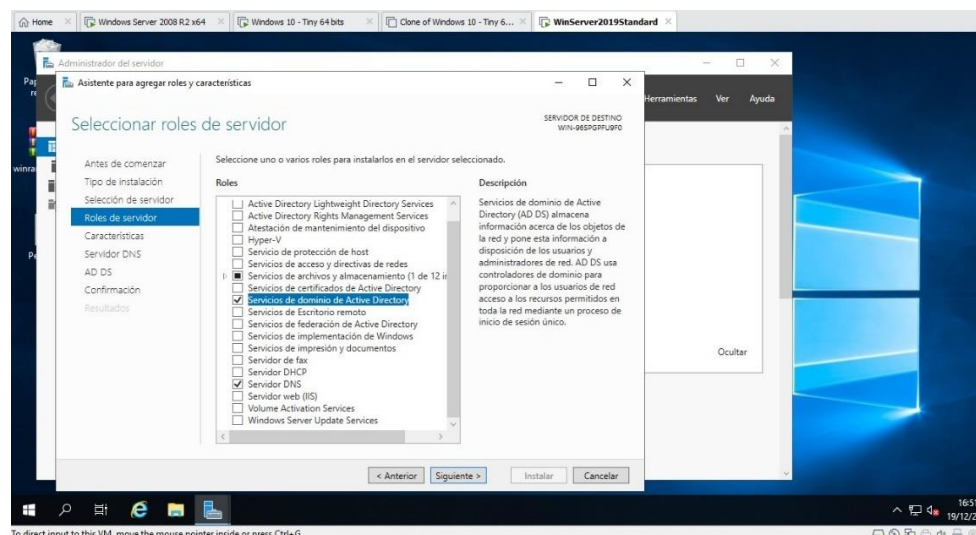 Home
Windows Server 2008 R2 x64
Windows 10 - Tiny 64 bits
Clone of Windows 10 - Tiny 6...
WinServer2019Standard
Administrador del servidor
Asistente para agregar roles y características
Herramientas Ver Ayuda
Seleccionar roles de servidor
SERVIDOR DE DESTINO
WIN-96SPGPFU9F0
Antes de comenzar
Tipo de instalación
Selección de servidor
Roles de servidor
Características
Servidor DNS
AD DS
Confirmación
Resultados
Seleccione uno o varios roles para instalarlos en el servidor seleccionado.
Roles
Active Directory Lightweight Directory Services
Active Directory Rights Management Services
Atestación de mantenimiento del dispositivo
Hyper-V
Servicio de protección de host
Servicios de acceso y directivas de redes
Servicios de archivos y almacenamiento (1 de 12 in
Servicios de certificados de Active Directory
Servicios de dominio de Active Directory
Servicios de Escritorio remoto
Servicios de federación de Active Directory
Servicios de implementación de Windows
Servicios de impresión y documentos
Servidor de fax
Servidor DHCP
Servidor DNS
Servidor web (IIS)
Volume Activation Services
Windows Server Update Services
Descripción
Servicios de dominio de Active
Directory (AD DS) almacena
información acerca de los objetos de
la red y pone esta información a
disposición de los usuarios y
administradores de red. AD DS usa
controladores de dominio para
proporcionar a los usuarios de red
acceso a los recursos permitidos en
toda la red mediante un proceso de
inicio de sesión único.
Ocultar
< Anterior
Siguiente >
Instalar
Cancelar
16:51
19/12/2
To direct input to this VM, move the mouse pointer inside or press Ctrl+G.